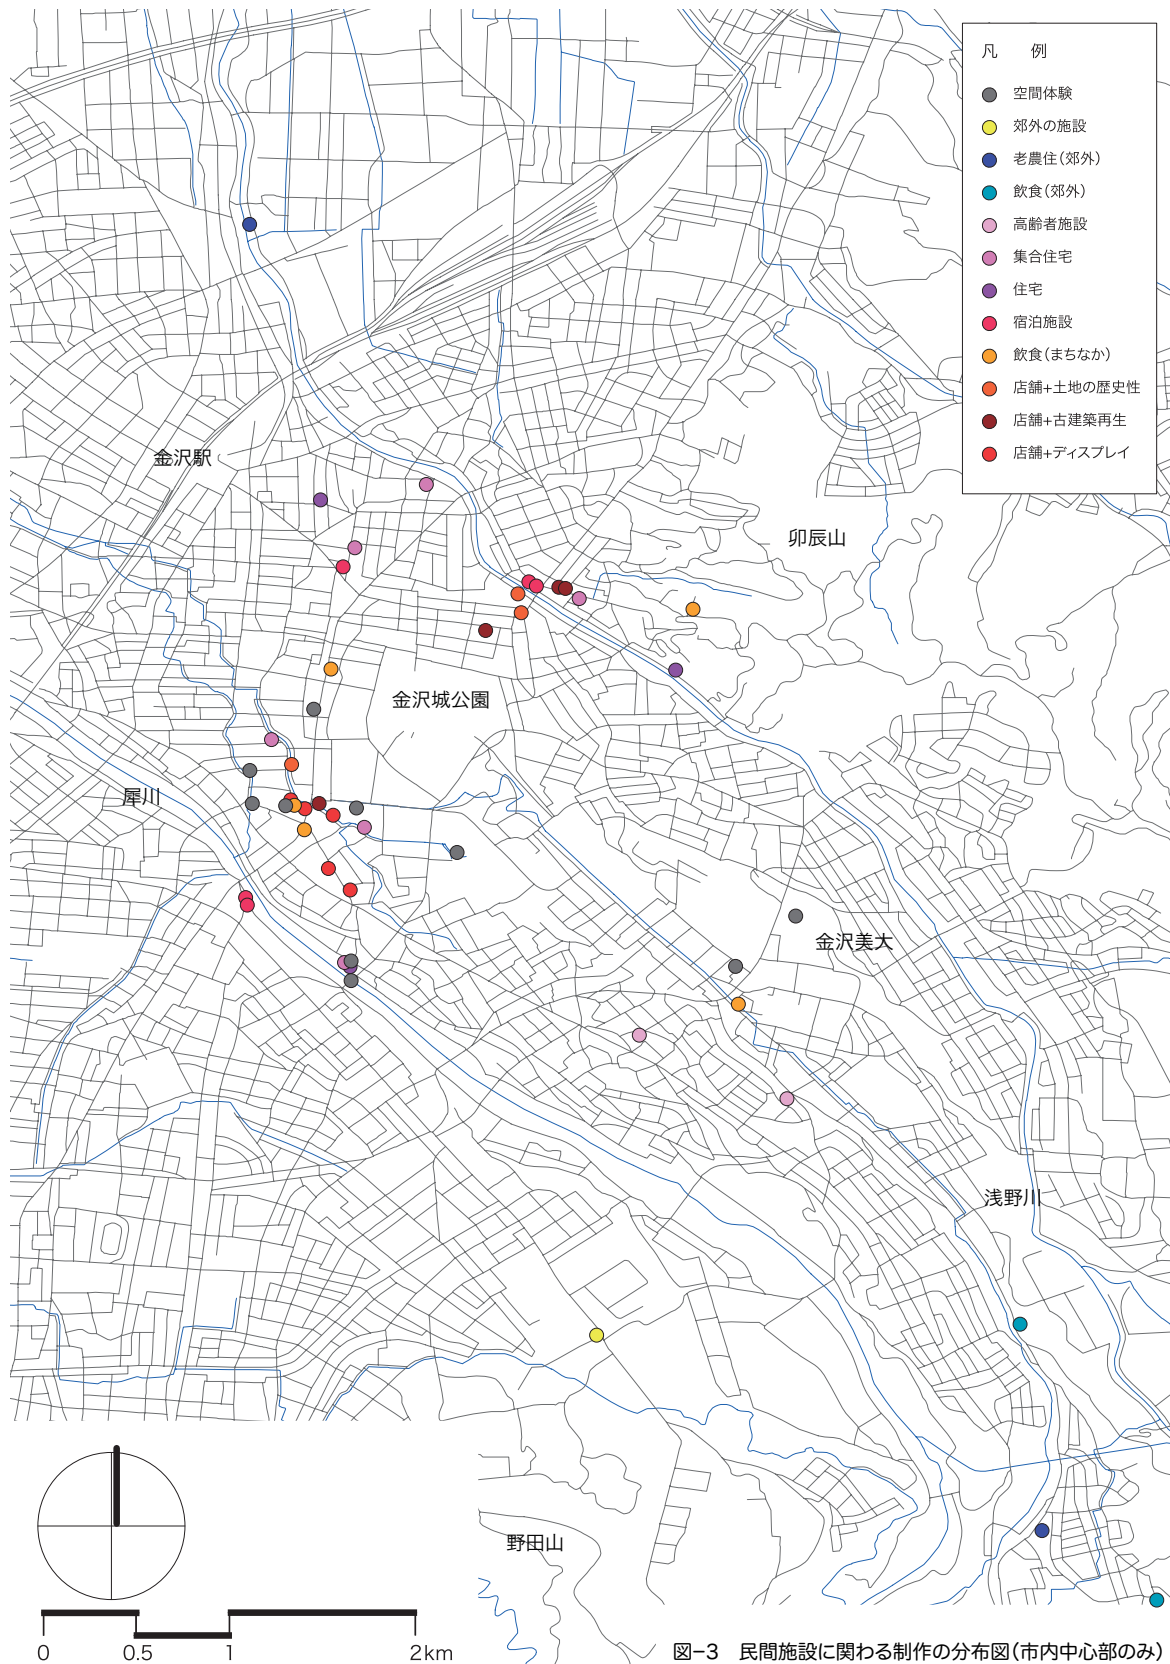 凡 例
空間体験
郊外の施設
老農住(郊外)
飲食(郊外)
高齢者施設
集合住宅
住宅
宿泊施設
飲食(まちなか)
店舗+土地の歴史性
店舗+古建築再生
店舗+ディスプレイ
金沢駅
卯辰山
金沢城公園
犀川
金沢美大
浅野川
野田山
0 0.5 1 2km
図-3 民間施設に関わる制作の分布図(市内中心部のみ)